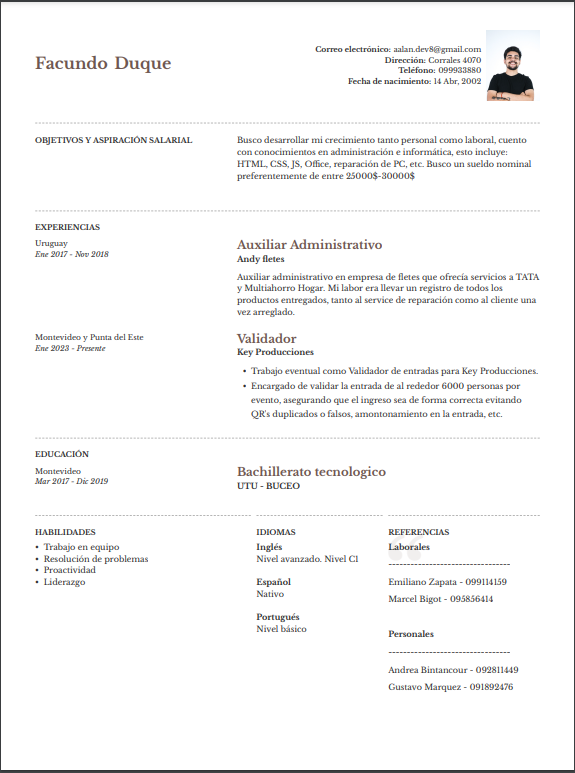 Facundo Duque
Correo electrónico: aalan.dev8@gmail.com
Dirección: Corrales 4070
Teléfono: 099933880
Fecha de nacimiento: 14 Abr, 2002
OBJETIVOS Y ASPIRACIÓN SALARIAL
Busco desarrollar mi crecimiento tanto personal como laboral, cuento
con conocimientos en administración e informática, esto incluye:
HTML, CSS, JS, Office, reparación de PC, etc. Busco un sueldo nominal
preferentemente de entre 25000$-30000$
EXPERIENCIAS
Uruguay
Ene 2017 - Nov 2018
Auxiliar Administrativo
Andy fletes
Auxiliar administrativo en empresa de fletes que ofrecía servicios a TATA
y Multiahorro Hogar. Mi labor era llevar un registro de todos los
productos entregados, tanto al service de reparación como al cliente una
vez arreglado.
Montevideo y Punta del Este
Ene 2023 - Presente
Validador
Key Producciones
• Trabajo eventual como Validador de entradas para Key Producciones.
• Encargado de validar la entrada de al rededor 6000 personas por
evento, asegurando que el ingreso sea de forma correcta evitando
QR's duplicados o falsos, amontonamiento en la entrada, etc.
EDUCACIÓN
Montevideo
Mar 2017 - Dic 2019
Bachillerato tecnologico
UTU - BUCEO
HABILIDADES
• Trabajo en equipo
• Resolución de problemas
• Proactividad
• Liderazgo
IDIOMAS
Inglés
Nivel avanzado. Nivel C1
Español
Nativo
Portugués
Nivel básico
REFERENCIAS
Laborales
---------------------------------
Emiliano Zapata - 099114159
Marcel Bigot - 095856414
Personales
---------------------------------
Andrea Bintancour - 092811449
Gustavo Marquez - 091892476